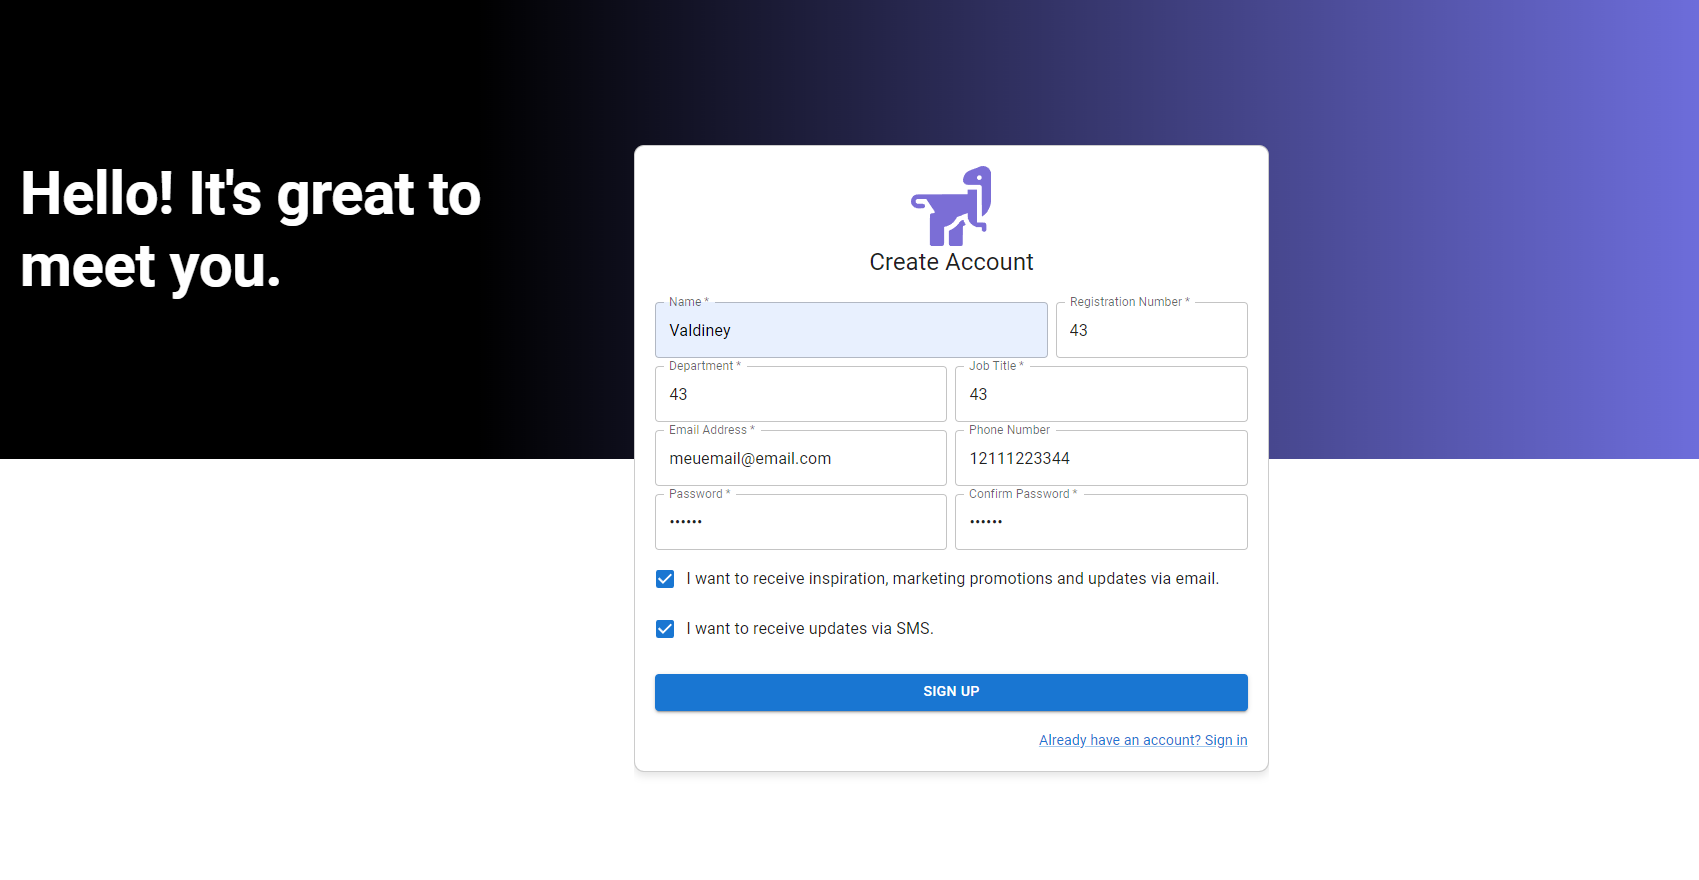 Hello! It's great to
meet you.
Create Account
Name *
Valdiney
Registration Number *
43
Department *
43
Job Title *
43
Email Address *
meuemail@email.com
Phone Number
12111223344
Password *
••••••
Confirm Password *
••••••
I want to receive inspiration, marketing promotions and updates via email.
I want to receive updates via SMS.
SIGN UP
Already have an account? Sign in